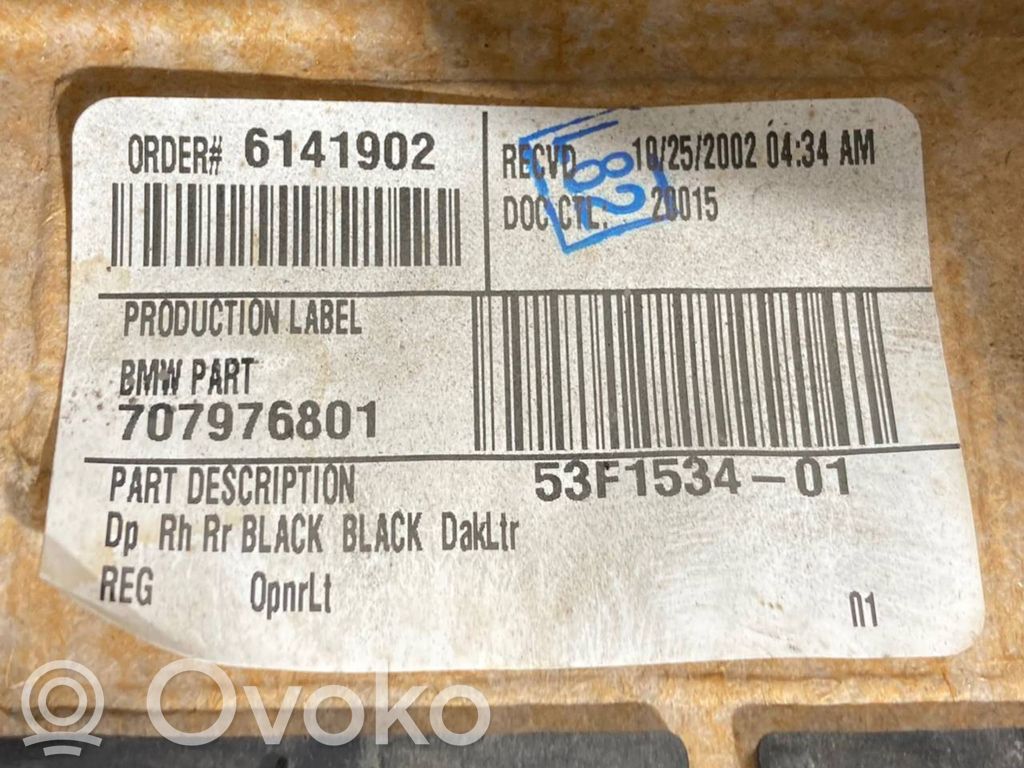 ORDER# 6141902
RECVD 10/25/2002 04:34 AM
DOC CTL: 20015
82
PRODUCTION LABEL
BMW PART
707976801
53F1534-01
PART DESCRIPTION
Dp Rh Rr BLACK BLACK DakLtr
REG OpnrLt 01
Ovoko